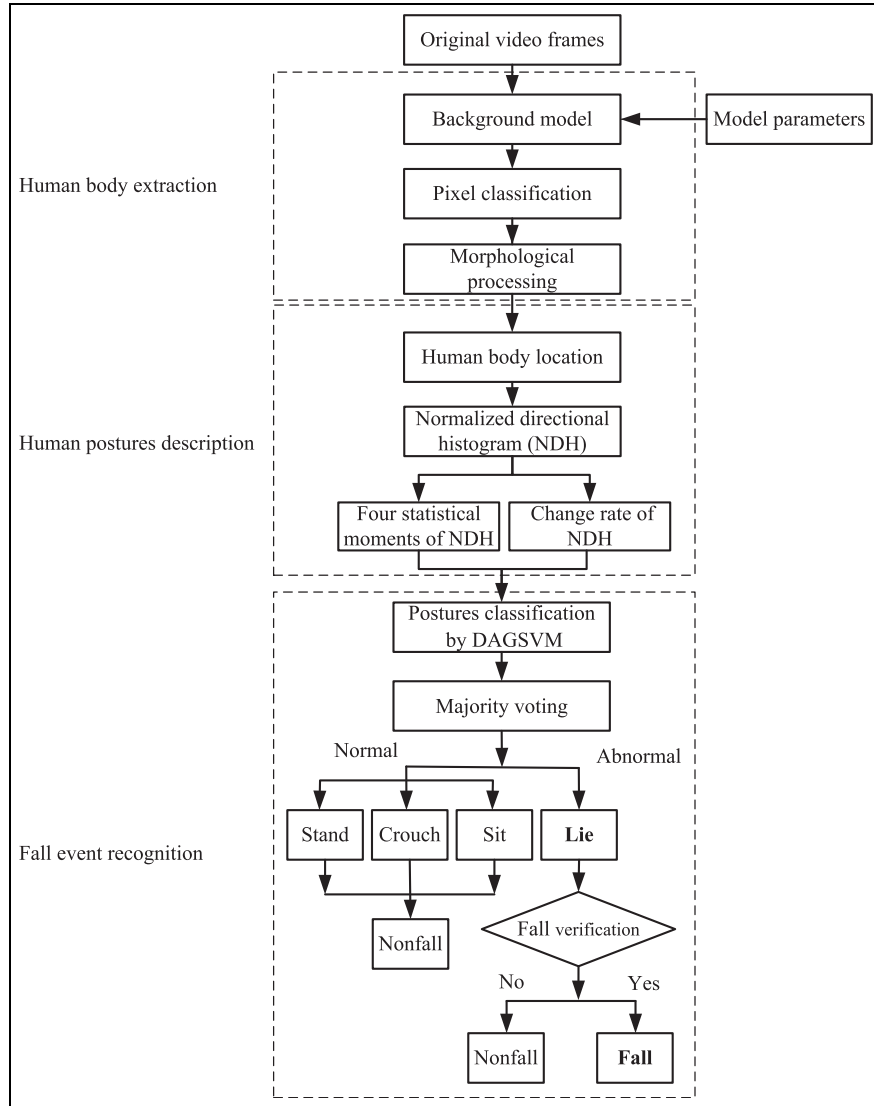 Original video frames
Background model
Model parameters
Human body extraction
Pixel classification
Morphological
processing
Human body location
Human postures description
Normalized directional
histogram (NDH)
Four statistical
moments of NDH
Change rate of
NDH
Postures classification
by DAGSVM
Majority voting
Normal
Abnormal
Stand
Crouch
Sit
Lie
Fall event recognition
Fall verification
Nonfall
No
Yes
Nonfall
Fall